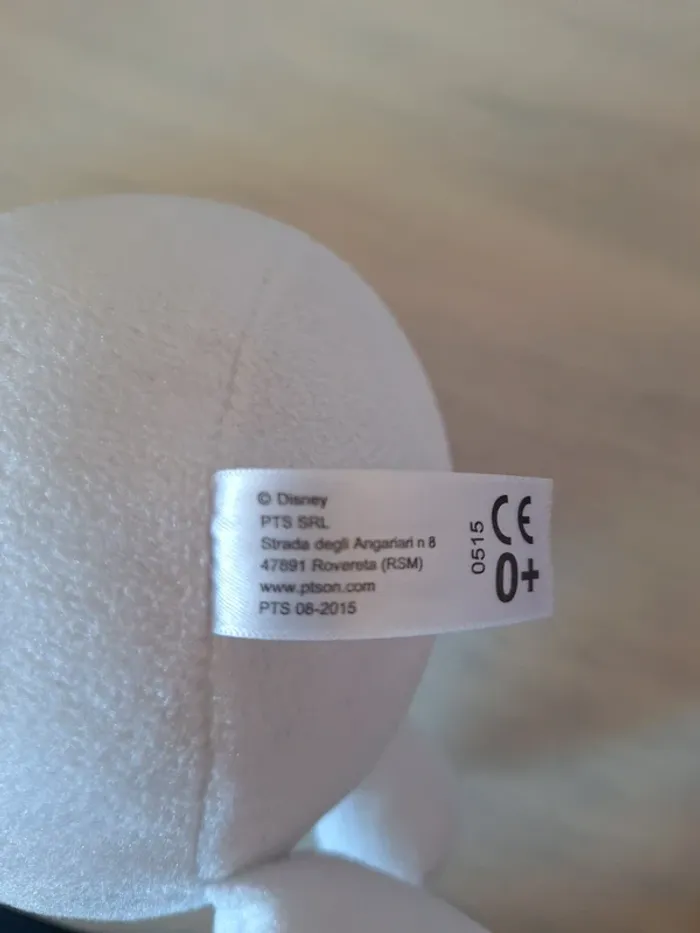 © Disney
PTS SRL
Strada degli Angariari n 8
47891 Rovereta (RSM)
www.ptson.com
PTS 08-2015
0515
CE
0+